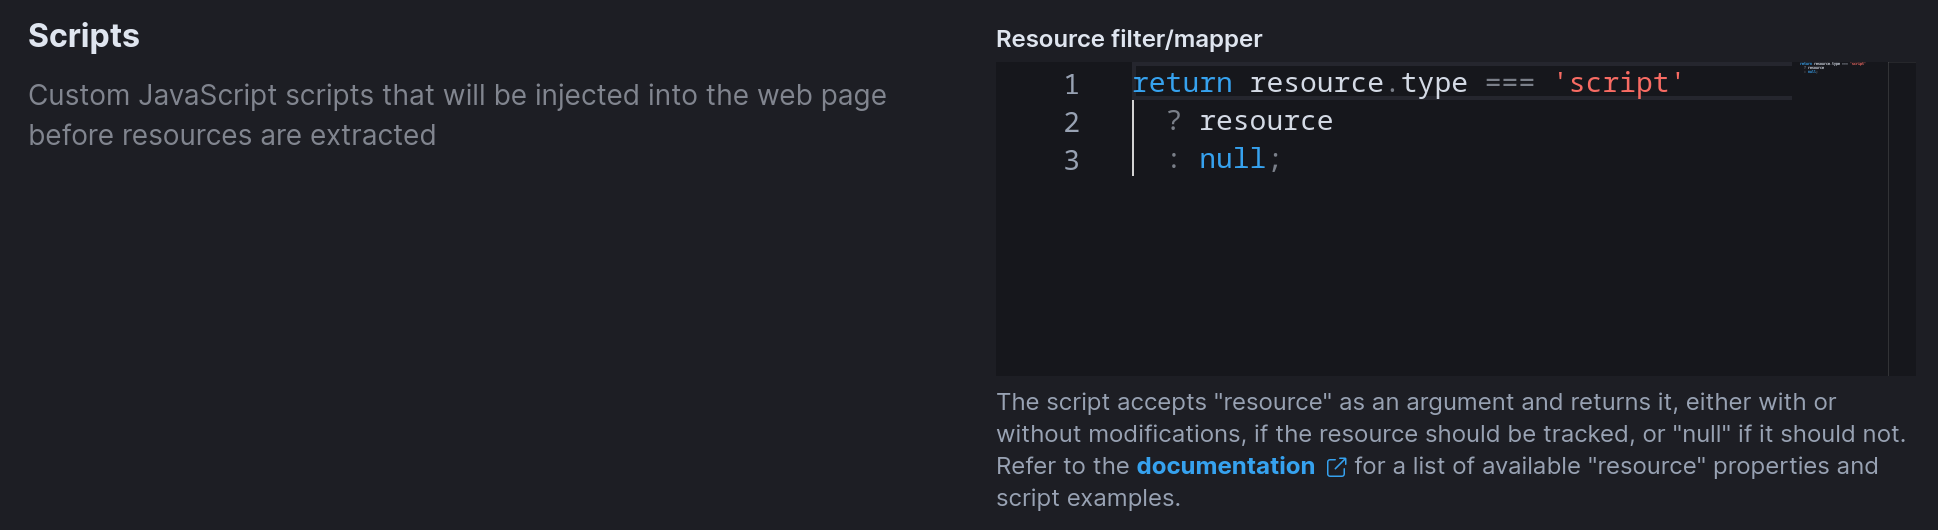 Scripts
Custom JavaScript scripts that will be injected into the web page
before resources are extracted
Resource filter/mapper
1 return resource.type === 'script'
2   ? resource
3   : null;
The script accepts "resource" as an argument and returns it, either with or
without modifications, if the resource should be tracked, or "null" if it should not.
Refer to the documentation for a list of available "resource" properties and
script examples.